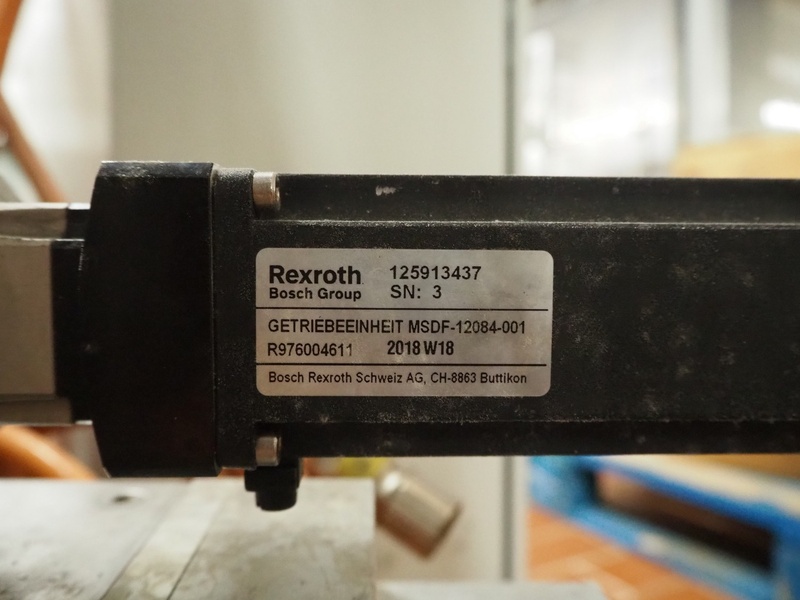 Rexroth 125913437
Bosch Group SN: 3
GETRIEBEEINHEIT MSDF-12084-001
R976004611 2018 W18
Bosch Rexroth Schweiz AG, CH-8863 Buttikon